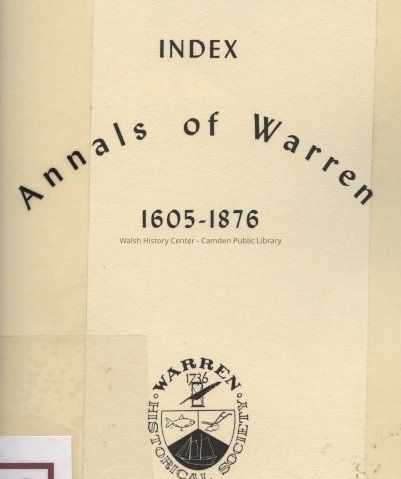 INDEX
Annals of Warren
1605-1876
Walsh History Center - Camden Public Library
WARREN
1736
HISTORICAL SOCIETY